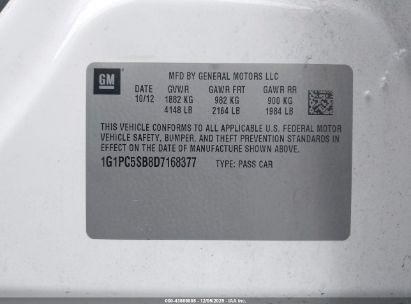 GM
MFD BY GENERAL MOTORS LLC
DATE GVWR GAWR FRT GAWR RR
10/12 1882 KG 982 KG 900 KG
4148 LB 2164 LB 1984 LB
THIS VEHICLE CONFORMS TO ALL APPLICABLE U.S. FEDERAL MOTOR
VEHICLE SAFETY, BUMPER, AND THEFT PREVENTION STANDARDS IN
EFFECT ON THE DATE OF MANUFACTURE SHOWN ABOVE.
1G1PC5SB8D7168377 TYPE: PASS CAR